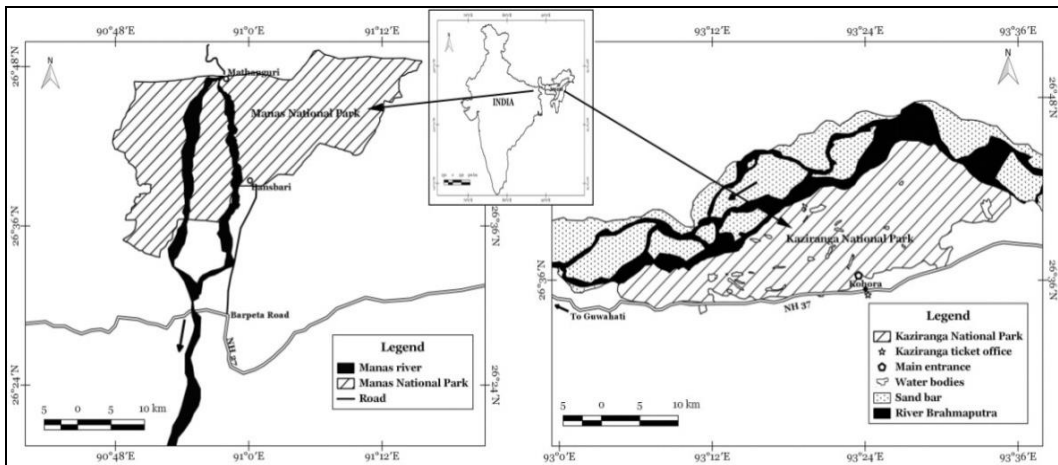 90°48'E
91°0'E
91°12'E
26°48'N
26°36'N
26°24'N
N
Mathanguri
Manas National Park
Bansbari
Barpeta Road
NH 27
Legend
Manas river
Manas National Park
Road
5 0 5 10 km
26°36'N
26°24'N
90°48'E
91°0'E
91°12'E
INDIA
93°12'E
93°24'E
93°36'E
N
26°48'N
26°36'N
26°36'N
Kaziranga National Park
Kohora
NH 37
To Guwahati
Legend
Kaziranga National Park
Kaziranga ticket office
Main entrance
Water bodies
Sand bar
River Brahmaputra
5 0 5 10 km
93°0'E
93°12'E
93°24'E
93°36'E